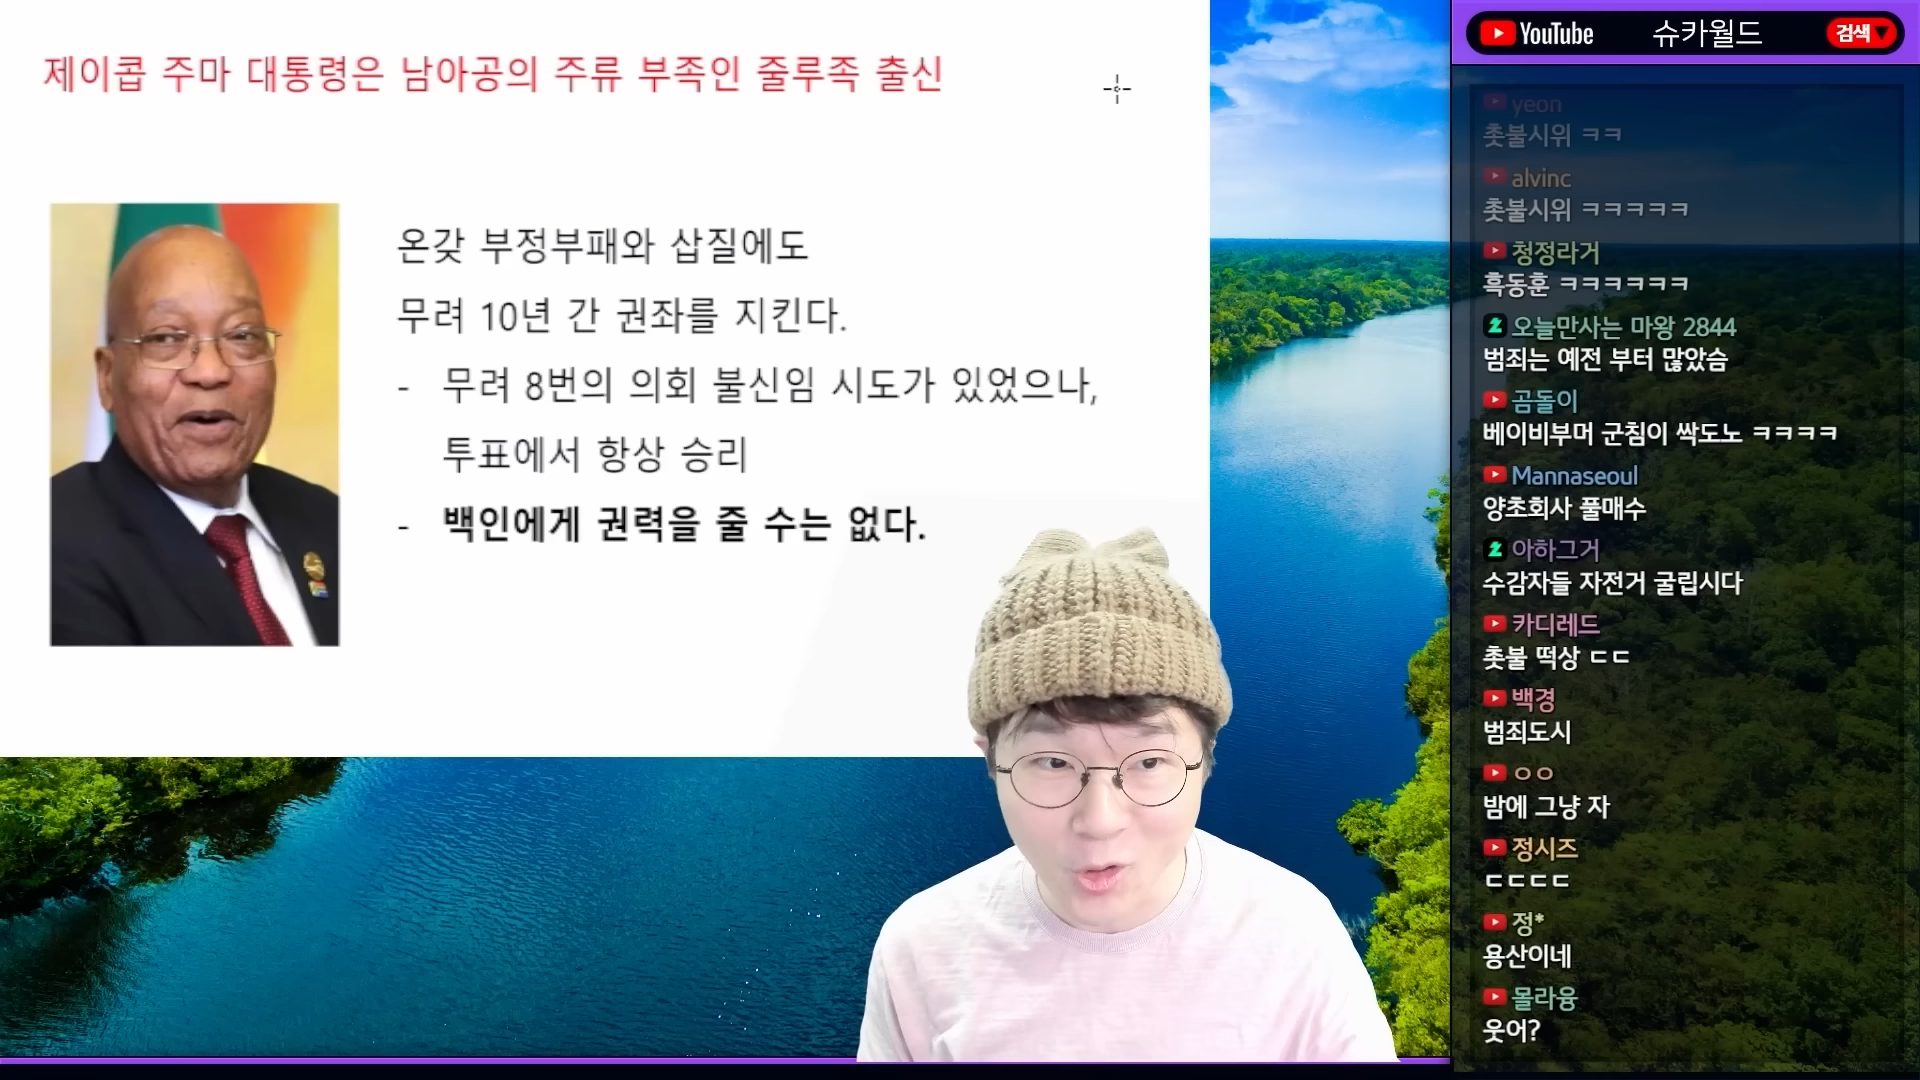 제이콥 주마 대통령은 남아공의 주류 부족인 줄루족 출신
온갖 부정부패와 삽질에도
무려 10년 간 권좌를 지킨다.
- 무려 8번의 의회 불신임 시도가 있었으나,
투표에서 항상 승리
- 백인에게 권력을 줄 수는 없다.
YouTube 슈카월드 검색
yeon
촛불시위 ㅋㅋ
alvinc
촛불시위 ㅋㅋㅋㅋㅋ
청정라거
흑동훈 ㅋㅋㅋㅋㅋㅋ
오늘만사는 마왕 2844
범죄는 예전 부터 많았슴
곰돌이
베이비부머 군침이 싹도노 ㅋㅋㅋㅋ
Mannaseoul
양초회사 풀매수
아하그거
수감자들 자전거 굴립시다
카디레드
촛불 떡상 ㄷㄷ
백경
범죄도시
ㅇㅇ
밤에 그냥 자
정시즈
ㄷㄷㄷㄷ
정*
용산이네
몰라융
웃어?